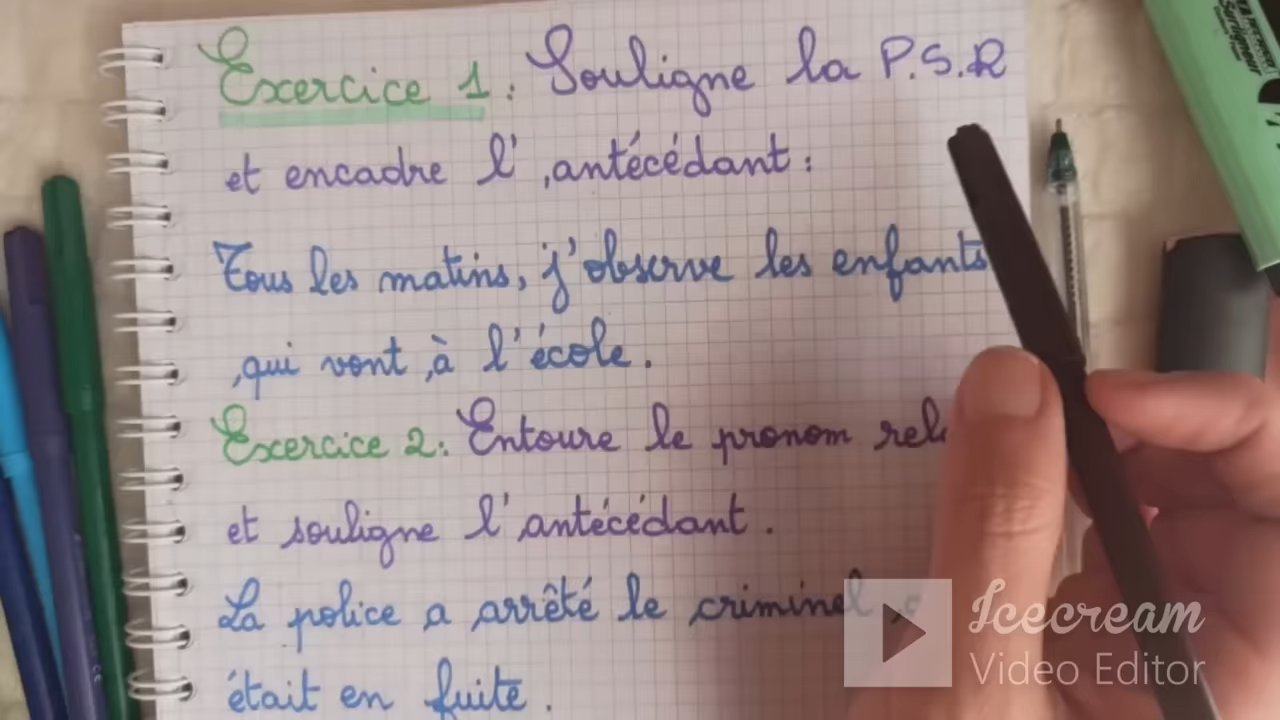 Exercice 1: Souligne la P.S.R
et encadre l'antécédant:
Tous les matins, j'observe les enfants
qui vont à l'école.
Exercice 2: Entoure le pronom
et souligne l'antécédant.
La police a arrêté le criminel
était en fuite.
Icecream
Video Editor